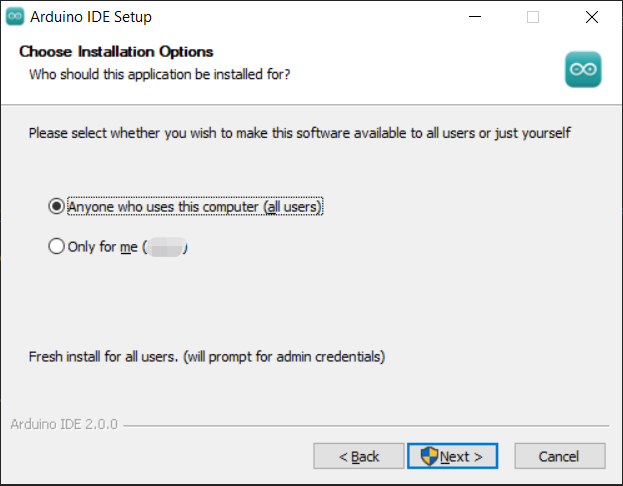 Arduino IDE Setup
Choose Installation Options
Who should this application be installed for?
Please select whether you wish to make this software available to all users or just yourself
Anyone who uses this computer (all users)
Only for me ( )
Fresh install for all users. (will prompt for admin credentials)
Arduino IDE 2.0.0
< Back
Next >
Cancel